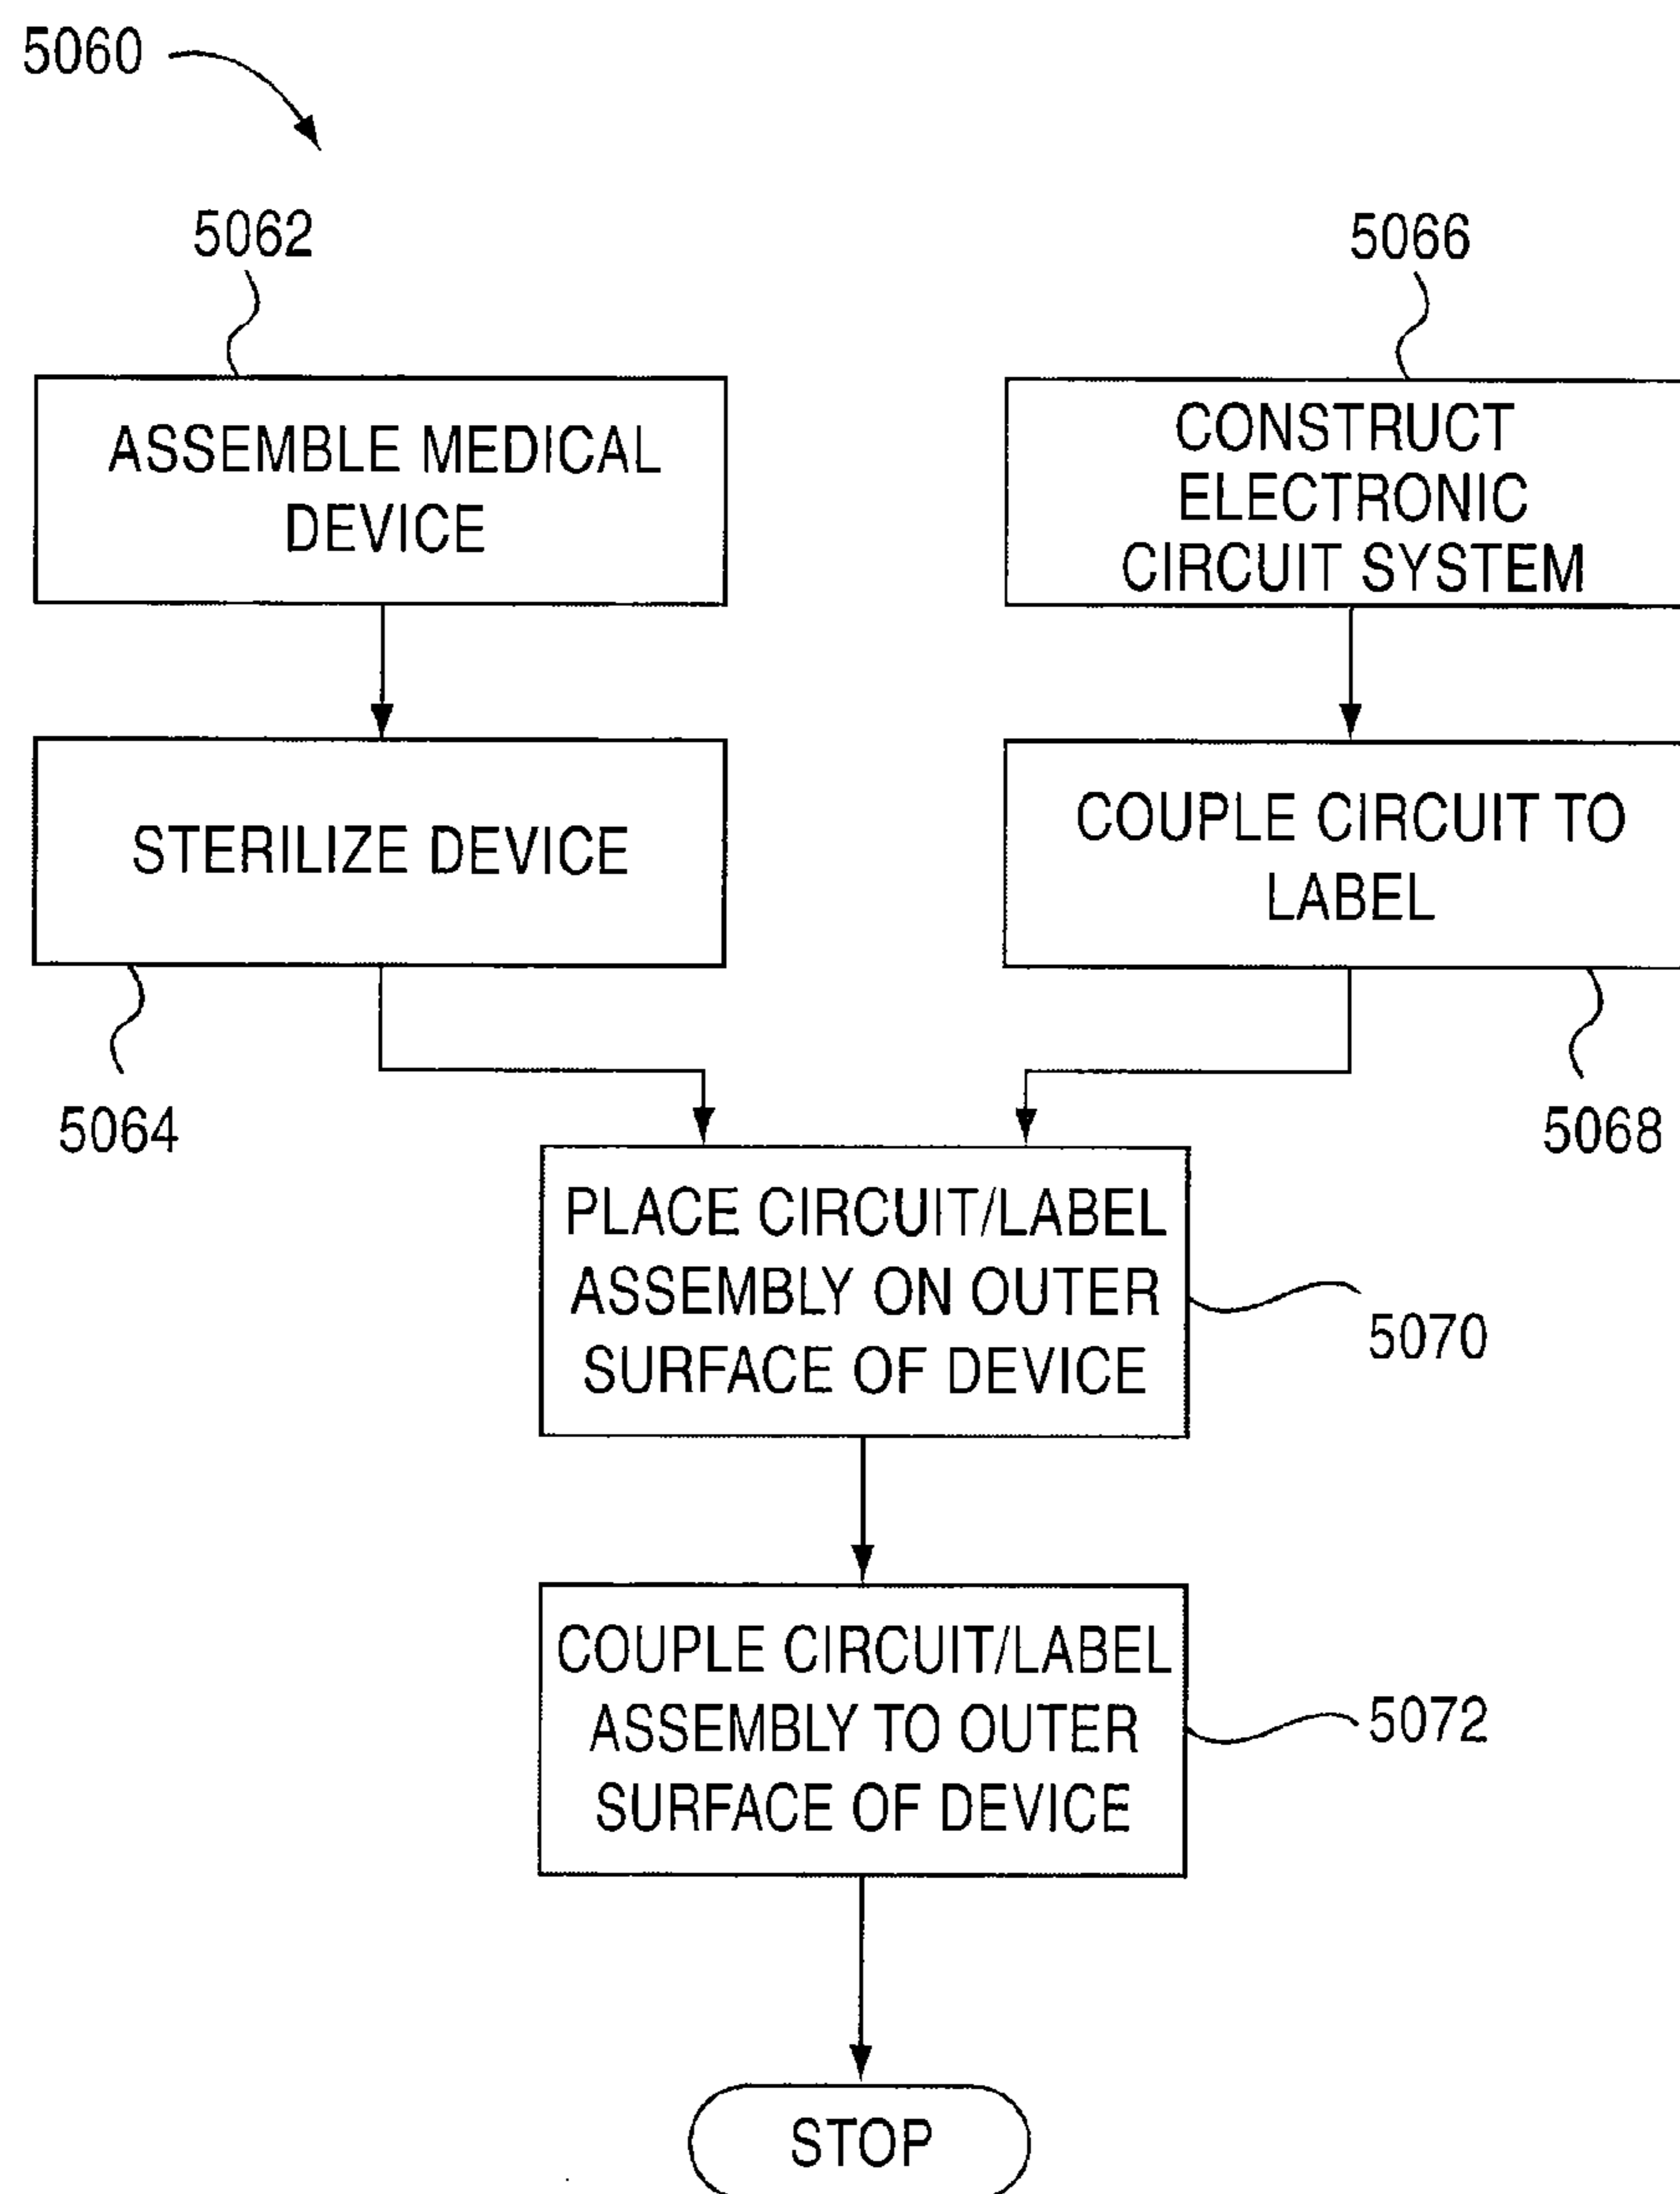 5060
5062
5066
ASSEMBLE MEDICAL
DEVICE
CONSTRUCT
ELECTRONIC
CIRCUIT SYSTEM
STERILIZE DEVICE
COUPLE CIRCUIT TO
LABEL
5064
5068
PLACE CIRCUIT/LABEL
ASSEMBLY ON OUTER
SURFACE OF DEVICE
5070
COUPLE CIRCUIT/LABEL
ASSEMBLY TO OUTER
SURFACE OF DEVICE
5072
STOP